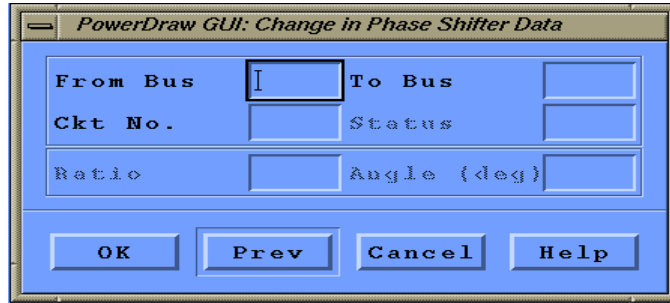 PowerDraw GUI: Change in Phase Shifter Data
From Bus To Bus
Ckt No. Status
Ratio Angle (deg)
OK Prev Cancel Help